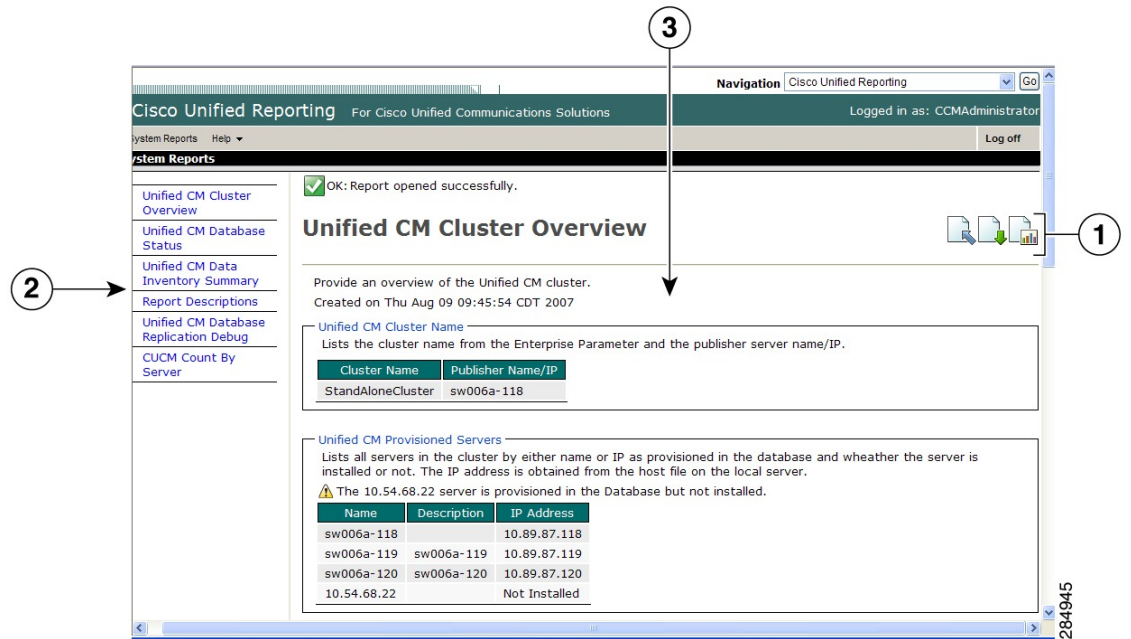 3
Navigation Cisco Unified Reporting Go
Cisco Unified Reporting For Cisco Unified Communications Solutions Logged in as: CCMAdministrator
ystem Reports Help Log off
ystem Reports
Unified CM Cluster
Overview
Unified CM Database
Status
Unified CM Data
Inventory Summary
Report Descriptions
Unified CM Database
Replication Debug
CUCM Count By
Server
2
OK: Report opened successfully.
Unified CM Cluster Overview
1
Provide an overview of the Unified CM cluster.
Created on Thu Aug 09 09:45:54 CDT 2007
Unified CM Cluster Name
Lists the cluster name from the Enterprise Parameter and the publisher server name/IP.
Cluster Name Publisher Name/IP
StandAloneCluster sw006a-118
Unified CM Provisioned Servers
Lists all servers in the cluster by either name or IP as provisioned in the database and wheather the server is
installed or not. The IP address is obtained from the host file on the local server.
The 10.54.68.22 server is provisioned in the Database but not installed.
Name Description IP Address
sw006a-118 10.89.87.118
sw006a-119 sw006a-119 10.89.87.119
sw006a-120 sw006a-120 10.89.87.120
10.54.68.22 Not Installed
284945